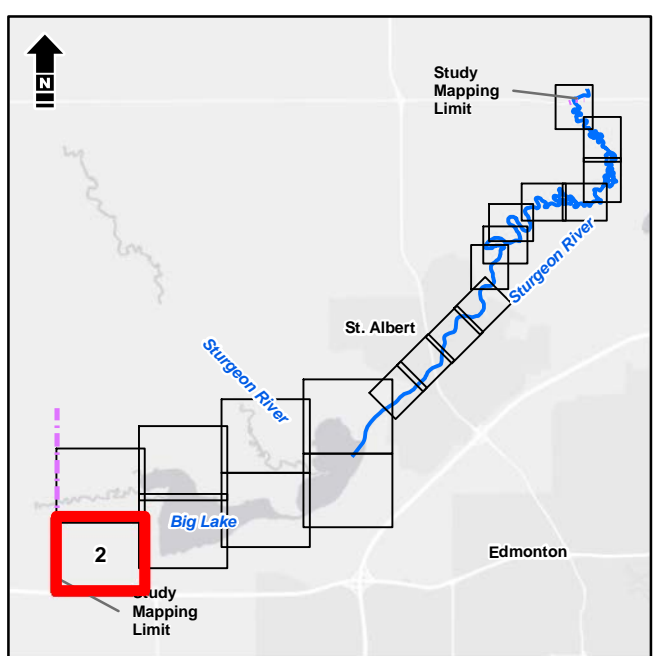 N
Study
Mapping
Limit
Sturgeon River
St. Albert
Sturgeon River
Big Lake
2
Edmonton
Study
Mapping
Limit